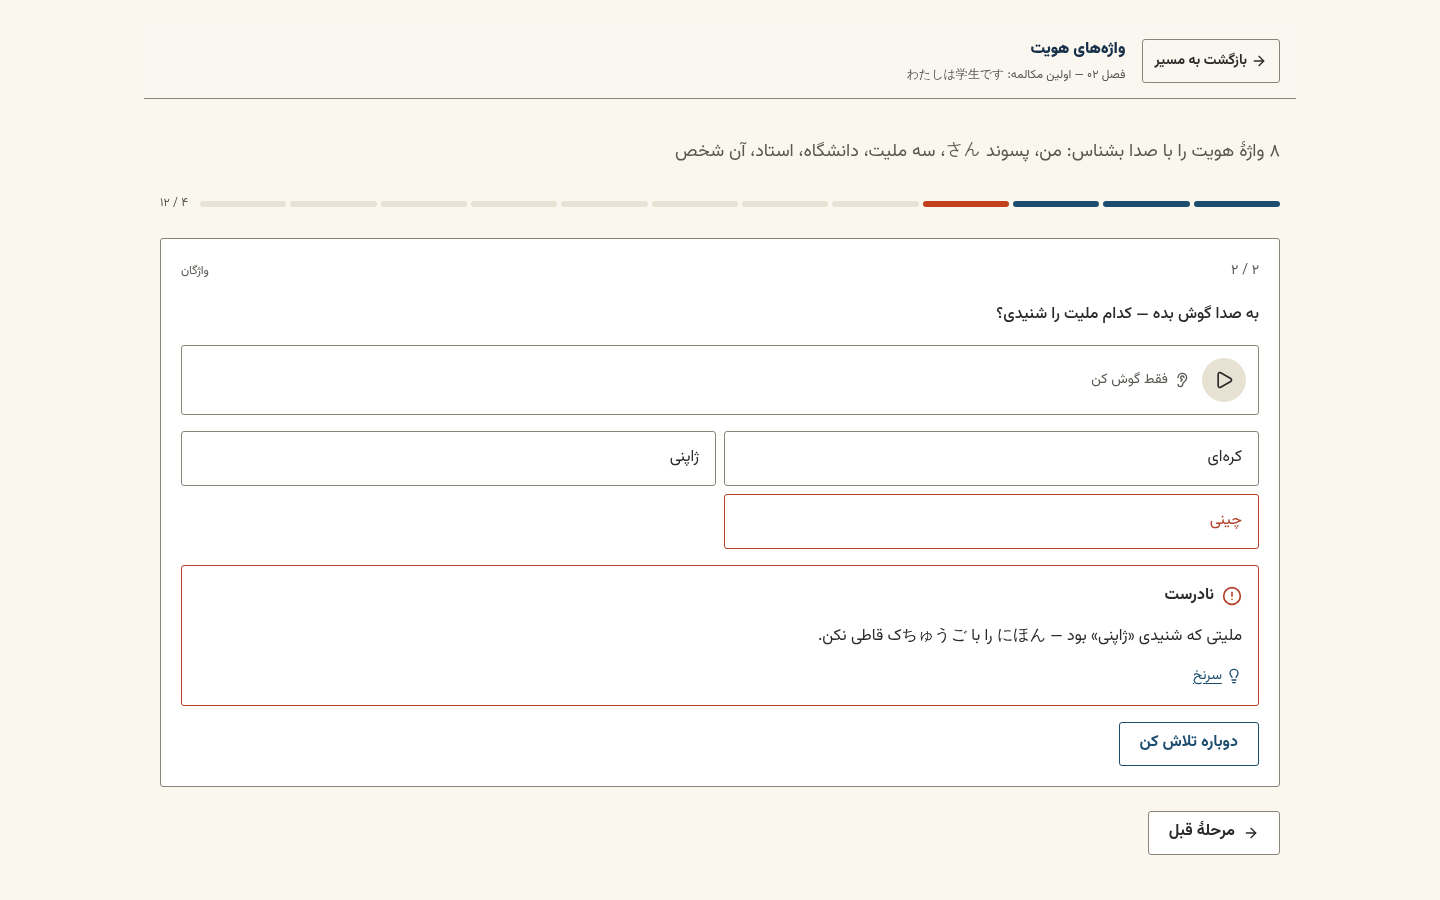 بازگشت به مسیر
واژه‌های هویت
فصل ۰۲ — اولین مکالمه: わたしは学生です
۸ واژهٔ هویت را با صدا بشناس: من، پسوند さん، سه ملیت، دانشگاه، استاد، آن شخص
۴ / ۱۲
۲ / ۲
واژگان
به صدا گوش بده — کدام ملیت را شنیدی؟
فقط گوش کن
کره‌ای
ژاپنی
چینی
نادرست
ملیتی که شنیدی «ژاپنی» بود — にほん را با ちゅうごک قاطی نکن.
سرنخ
دوباره تلاش کن
مرحلهٔ قبل